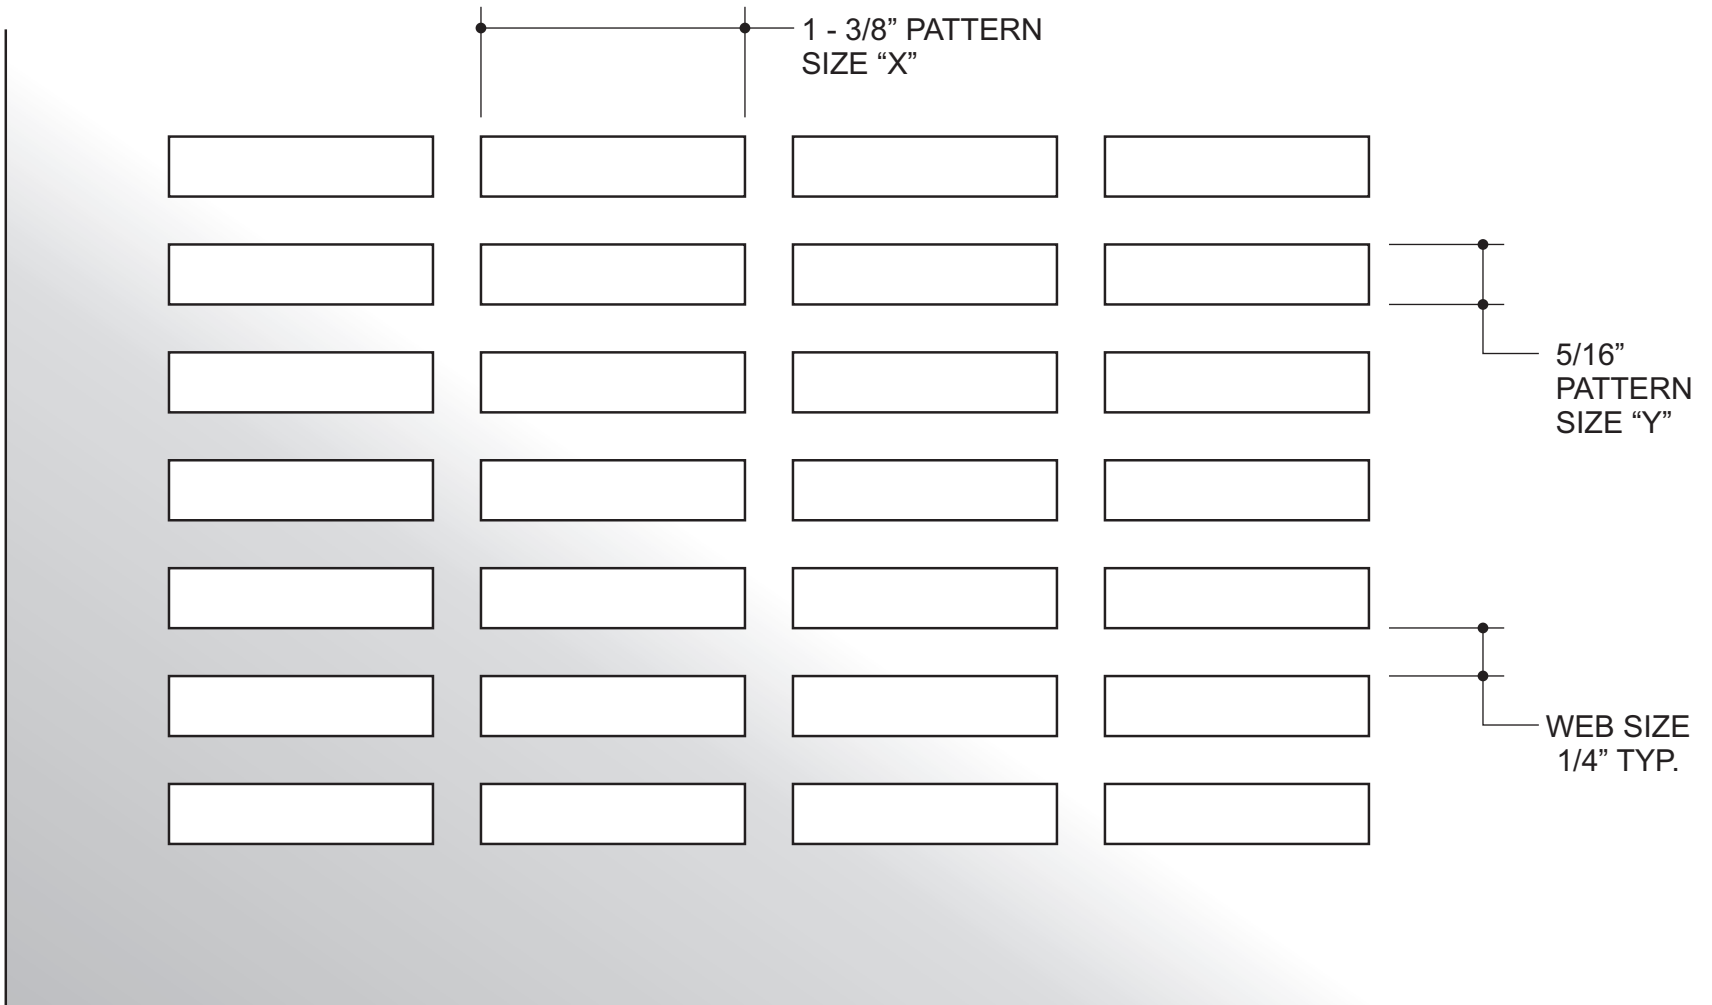 1 - 3/8” PATTERN
SIZE “X”
5/16”
PATTERN
SIZE “Y”
WEB SIZE
1/4” TYP.